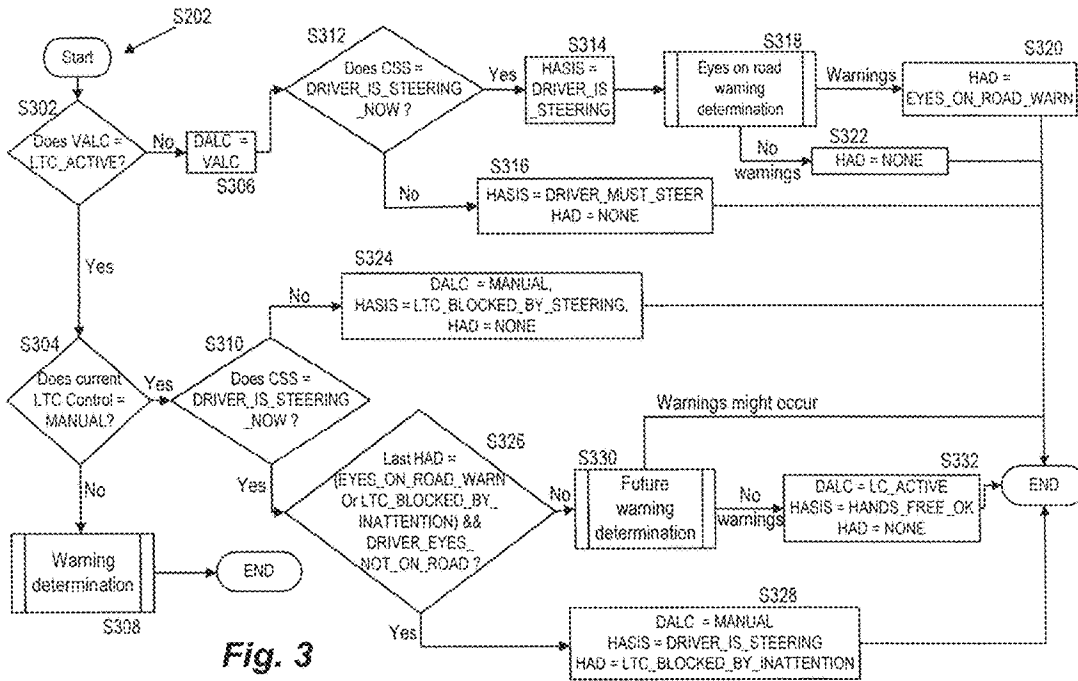 S202
Start
S302
Does VALC =
LTC_ACTIVE?
No
DALC =
VALC
S306
S312
Does CSS =
DRIVER_IS_STEERING
_NOW ?
Yes
S314
HASIS =
DRIVER_IS
_STEERING
S318
Eyes on road
warning
determination
Warnings
S320
HAD =
EYES_ON_ROAD_WARN
No
warnings
S322
HAD = NONE
No
S316
HASIS = DRIVER_MUST_STEER
HAD = NONE
Yes
S324
DALC = MANUAL,
HASIS = LTC_BLOCKED_BY_STEERING,
HAD = NONE
No
S304
Does current
LTC Control =
MANUAL?
Yes
S310
Does CSS =
DRIVER_IS_STEERING
_NOW ?
Yes
No
Warning
determination
S308
END
S326
Last HAD =
(EYES_ON_ROAD_WARN
Or LTC_BLOCKED_BY_
INATTENTION) &&
DRIVER_EYES_
NOT_ON_ROAD ?
No
S330
Future
warning
determination
Warnings might occur
No
warnings
S332
DALC = LC_ACTIVE
HASIS = HANDS_FREE_OK
HAD = NONE
END
Yes
S328
DALC = MANUAL
HASIS = DRIVER_IS_STEERING
HAD = LTC_BLOCKED_BY_INATTENTION
Fig. 3